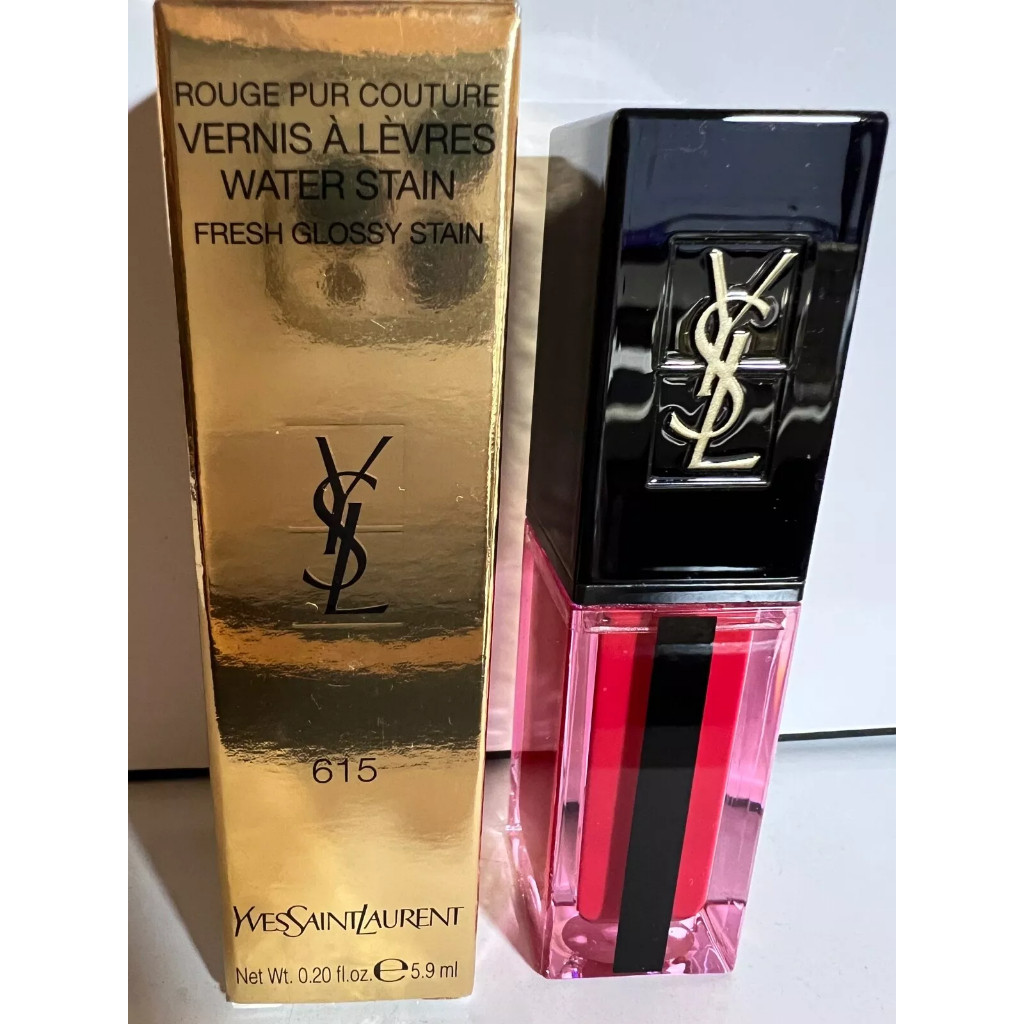 ROUGE PUR COUTURE
VERNIS À LÈVRES
WATER STAIN
FRESH GLOSSY STAIN
YSL
615
YVESSAINTLAURENT
Net Wt. 0.20 fl.oz. ℮ 5.9 ml
YSL